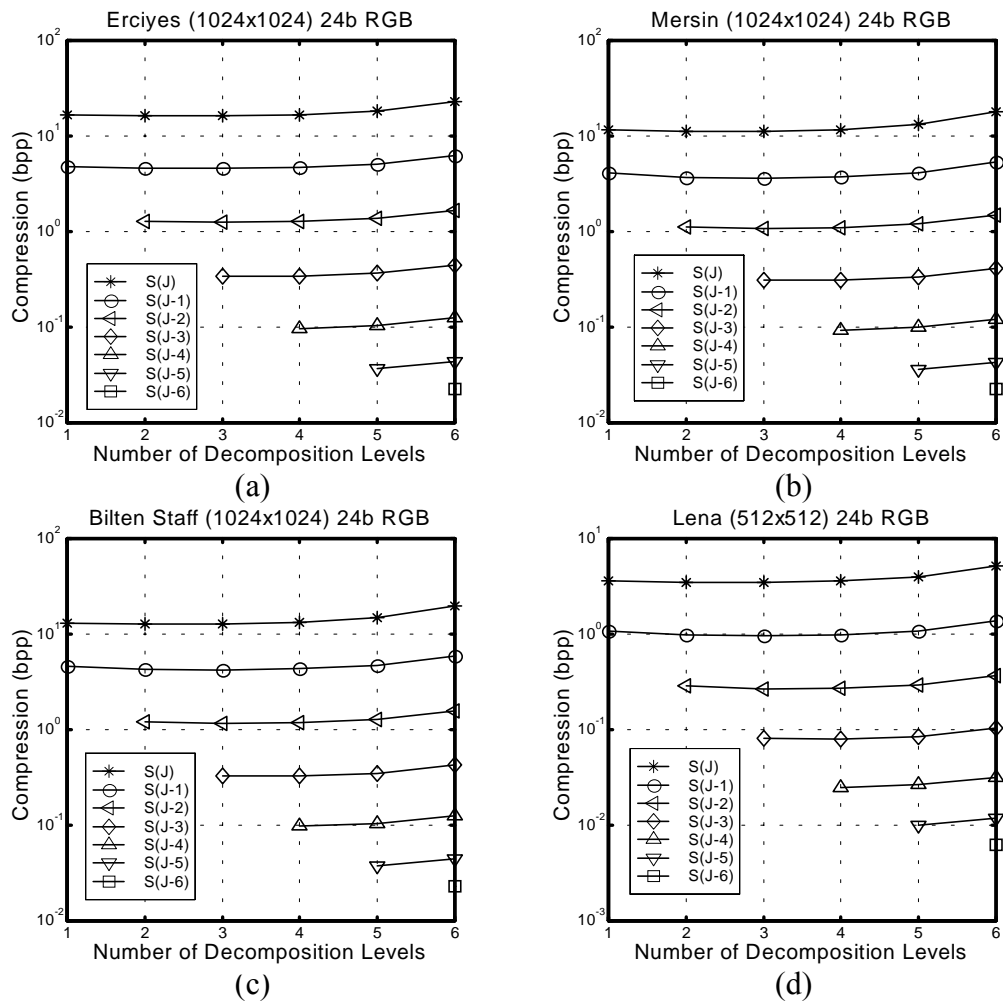 Erciyes (1024x1024) 24b RGB
10^2
10^1
10^0
10^-1
10^-2
Compression (bpp)
S(J)
S(J-1)
S(J-2)
S(J-3)
S(J-4)
S(J-5)
S(J-6)
1 2 3 4 5 6
Number of Decomposition Levels
(a)
Mersin (1024x1024) 24b RGB
10^2
10^1
10^0
10^-1
10^-2
Compression (bpp)
S(J)
S(J-1)
S(J-2)
S(J-3)
S(J-4)
S(J-5)
S(J-6)
1 2 3 4 5 6
Number of Decomposition Levels
(b)
Bilten Staff (1024x1024) 24b RGB
10^2
10^1
10^0
10^-1
10^-2
Compression (bpp)
S(J)
S(J-1)
S(J-2)
S(J-3)
S(J-4)
S(J-5)
S(J-6)
1 2 3 4 5 6
Number of Decomposition Levels
(c)
Lena (512x512) 24b RGB
10^1
10^0
10^-1
10^-2
10^-3
Compression (bpp)
S(J)
S(J-1)
S(J-2)
S(J-3)
S(J-4)
S(J-5)
S(J-6)
1 2 3 4 5 6
Number of Decomposition Levels
(d)